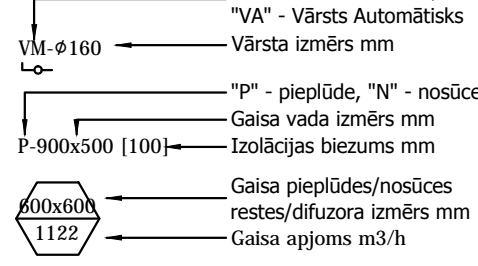 "VA" - Vārsts Automātisks
VM-ϕ160
Vārsta izmērs mm
"P" - pieplūde, "N" - nosūce
Gaisa vada izmērs mm
P-900x500 [100]
Izolācijas biezums mm
Gaisa pieplūdes/nosūces
600x600
restes/difuzora izmērs mm
1122
Gaisa apjoms m3/h